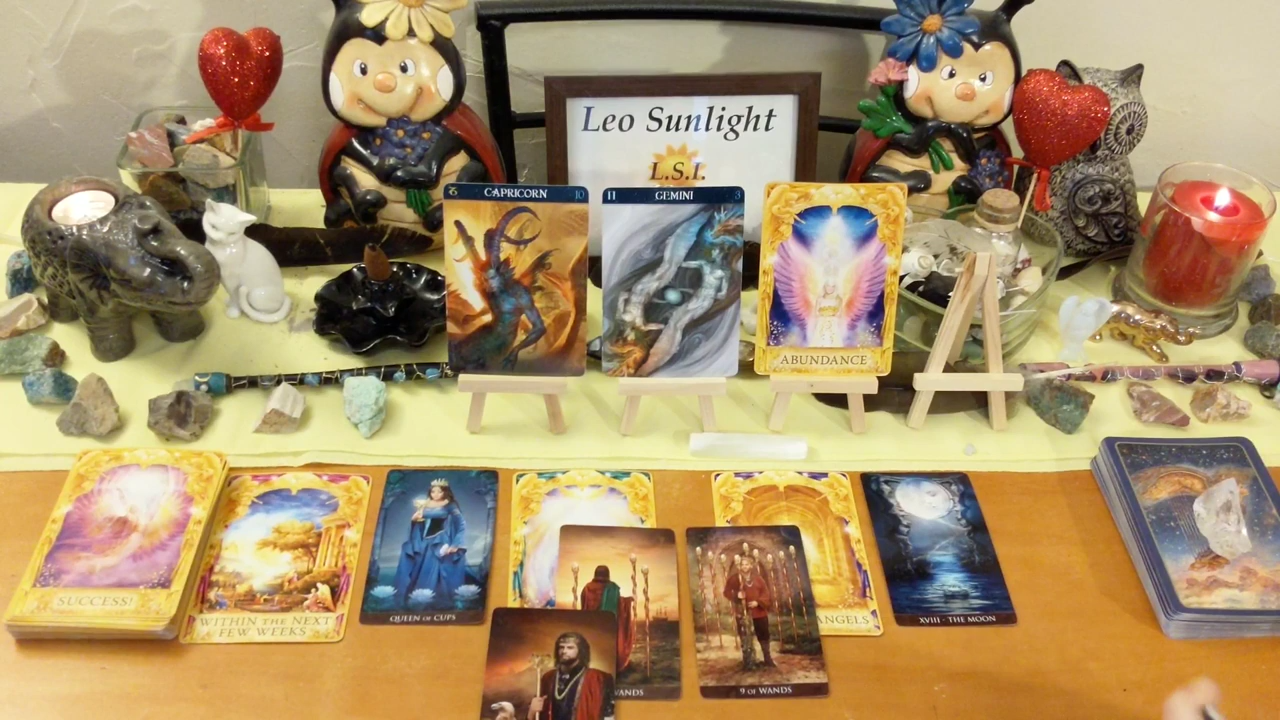 Leo Sunlight
L.S.I.
CAPRICORN 10
GEMINI 3
ABUNDANCE
SUCCESS!
WITHIN THE NEXT
FEW WEEKS
QUEEN OF CUPS
WANDS
9 OF WANDS
ANGELS
XVIII - THE MOON